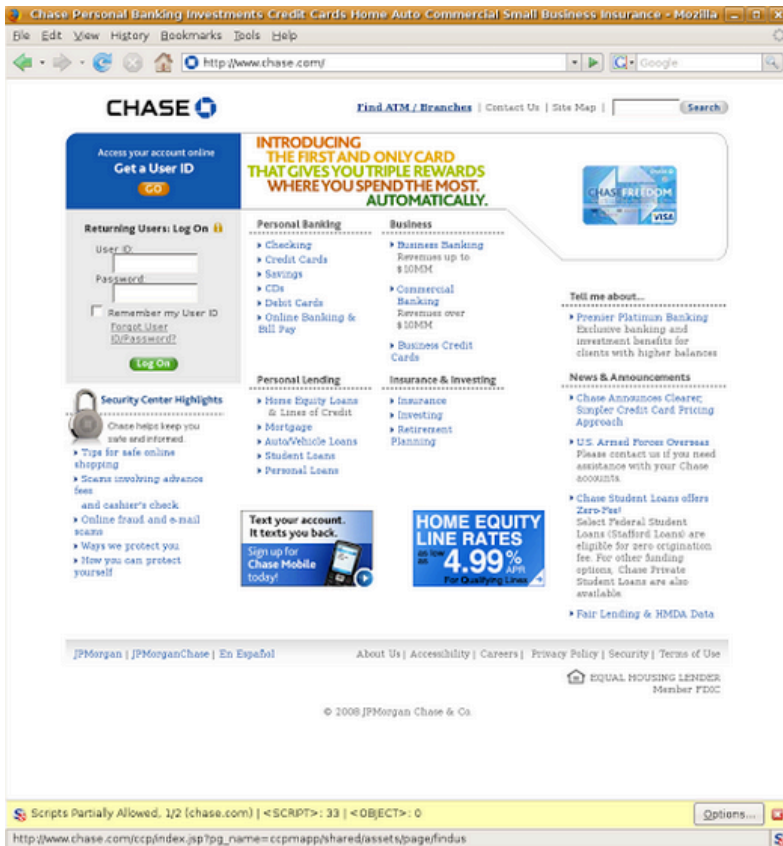 Chase Personal Banking Investments Credit Cards Home Auto Commercial Small Business Insurance - Mozilla
File Edit View History Bookmarks Tools Help
http://www.chase.com/
Google
CHASE
Find ATM / Branches | Contact Us | Site Map |
Search
Access your account online
Get a User ID
GO
INTRODUCING
THE FIRST AND ONLY CARD
THAT GIVES YOU TRIPLE REWARDS
WHERE YOU SPEND THE MOST.
AUTOMATICALLY.
CHASE FREEDOM
VISA
Returning Users: Log On
User ID:
Password:
Remember my User ID
Forgot User
ID/Password?
Log On
Security Center Highlights
Chase helps keep you
safe and informed.
Tips for safe online
shopping
Scams involving advance
fees
and cashier's check
Online fraud and e-mail
scams
Ways we protect you
How you can protect
yourself
Personal Banking
Checking
Credit Cards
Savings
CDs
Debit Cards
Online Banking &
Bill Pay
Business
Business Banking
Revenues up to
$10MM
Commercial
Banking
Revenues over
$10MM
Business Credit
Cards
Personal Lending
Home Equity Loans
& Lines of Credit
Mortgage
Auto/Vehicle Loans
Student Loans
Personal Loans
Insurance & Investing
Insurance
Investing
Retirement
Planning
Text your account.
It texts you back.
Sign up for
Chase Mobile
today!
HOME EQUITY
LINE RATES
as low
as
4.99% APR
For Qualifying Lines
Tell me about...
Premier Platinum Banking
Exclusive banking and
investment benefits for
clients with higher balances
News & Announcements
Chase Announces Clearer,
Simpler Credit Card Pricing
Approach
U.S. Armed Forces Overseas
Please contact us if you need
assistance with your Chase
accounts.
Chase Student Loans offers
Zero-Fee!
Select Federal Student
Loans (Stafford Loans) are
eligible for zero origination
fee. For other funding
options, Chase Private
Student Loans are also
available.
Fair Lending & HMDA Data
JPMorgan | JPMorganChase | En Español
About Us | Accessibility | Careers | Privacy Policy | Security | Terms of Use
EQUAL HOUSING LENDER
Member FDIC
© 2008 JPMorgan Chase & Co.
Scripts Partially Allowed, 1/2 (chase.com) | <SCRIPT>: 33 | <OBJECT>: 0
Options...
http://www.chase.com/ccp/index.jsp?pg_name=ccpmapp/shared/assets/page/findus